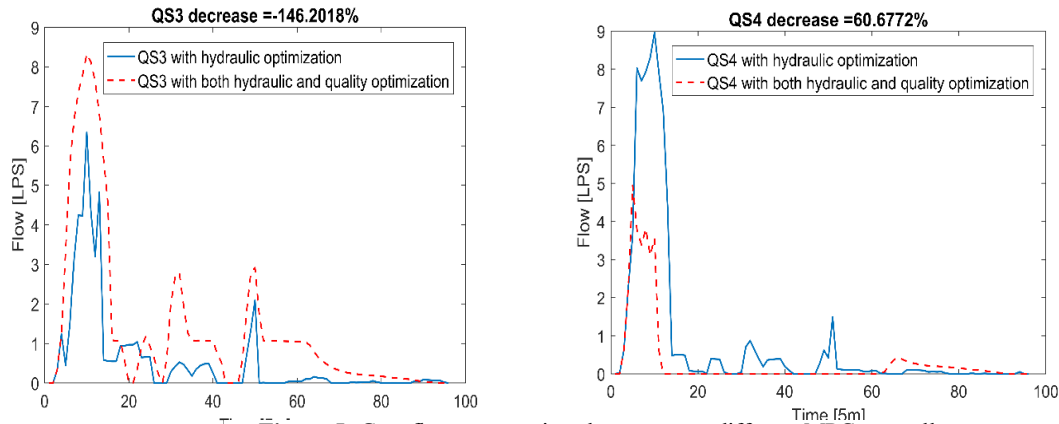 QS3 decrease =-146.2018%
QS3 with hydraulic optimization
QS3 with both hydraulic and quality optimization
Flow [LPS]
9
8
7
6
5
4
3
2
1
0
0 20 40 60 80 100
QS4 decrease =60.6772%
QS4 with hydraulic optimization
QS4 with both hydraulic and quality optimization
Flow [LPS]
9
8
7
6
5
4
3
2
1
0
0 20 40 60 80 100
Time [5m]